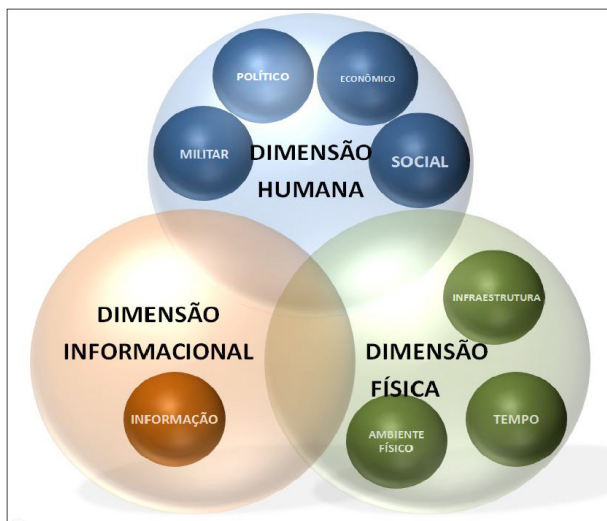 POLÍTICO
ECONÔMICO
MILITAR
SOCIAL
DIMENSÃO
HUMANA
DIMENSÃO
INFORMACIONAL
INFORMAÇÃO
INFRAESTRUTURA
DIMENSÃO
FÍSICA
AMBIENTE
FÍSICO
TEMPO